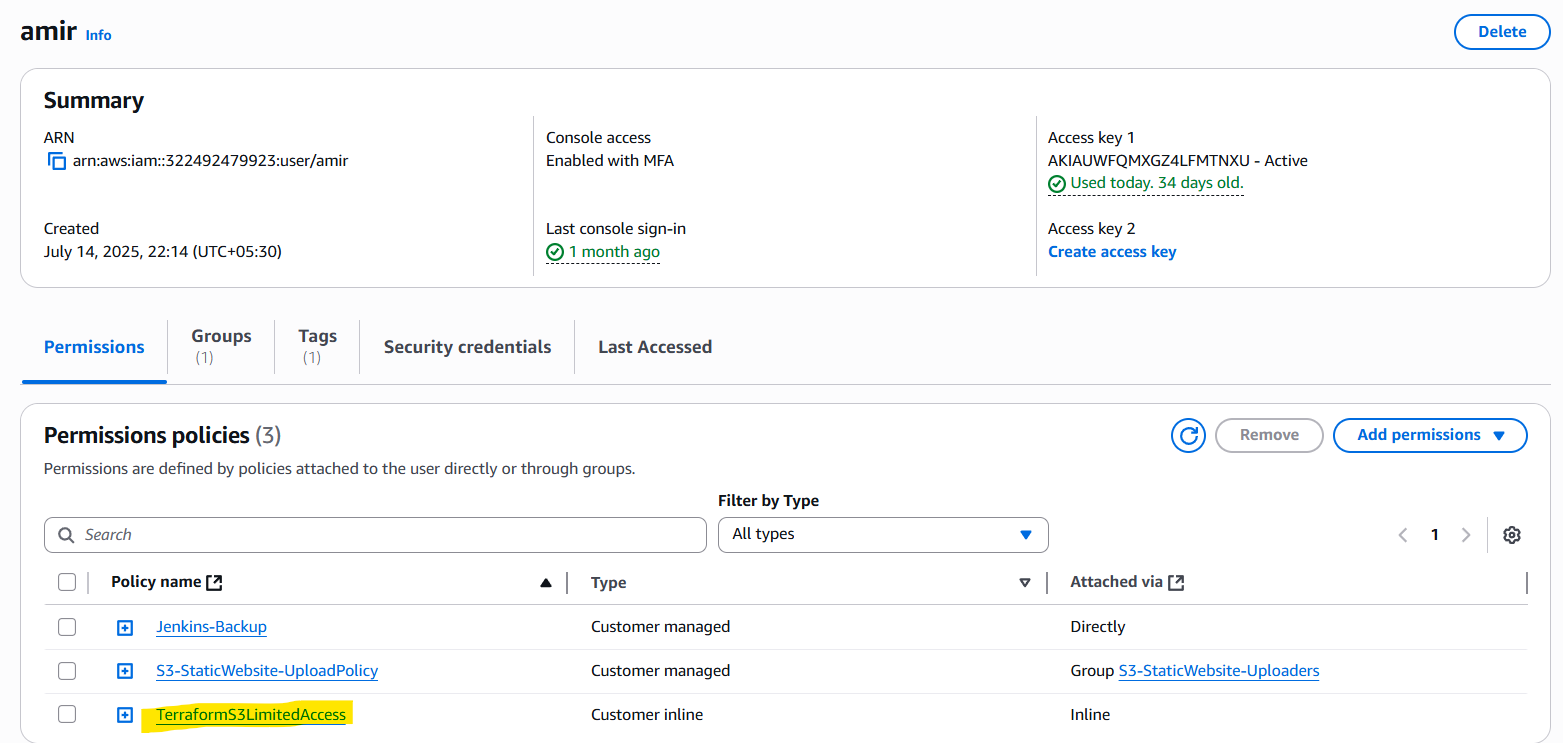 amir Info
Delete
Summary
ARN
arn:aws:iam::322492479923:user/amir
Console access
Enabled with MFA
Access key 1
AKIAUWFQMXGZ4LFMTNXU - Active
Used today. 34 days old.
Created
July 14, 2025, 22:14 (UTC+05:30)
Last console sign-in
1 month ago
Access key 2
Create access key
Permissions
Groups
(1)
Tags
(1)
Security credentials
Last Accessed
Permissions policies (3)
Remove
Add permissions
Permissions are defined by policies attached to the user directly or through groups.
Filter by Type
Search
All types
1
Policy name
Type
Attached via
Jenkins-Backup
Customer managed
Directly
S3-StaticWebsite-UploadPolicy
Customer managed
Group S3-StaticWebsite-Uploaders
TerraformS3LimitedAccess
Customer inline
Inline